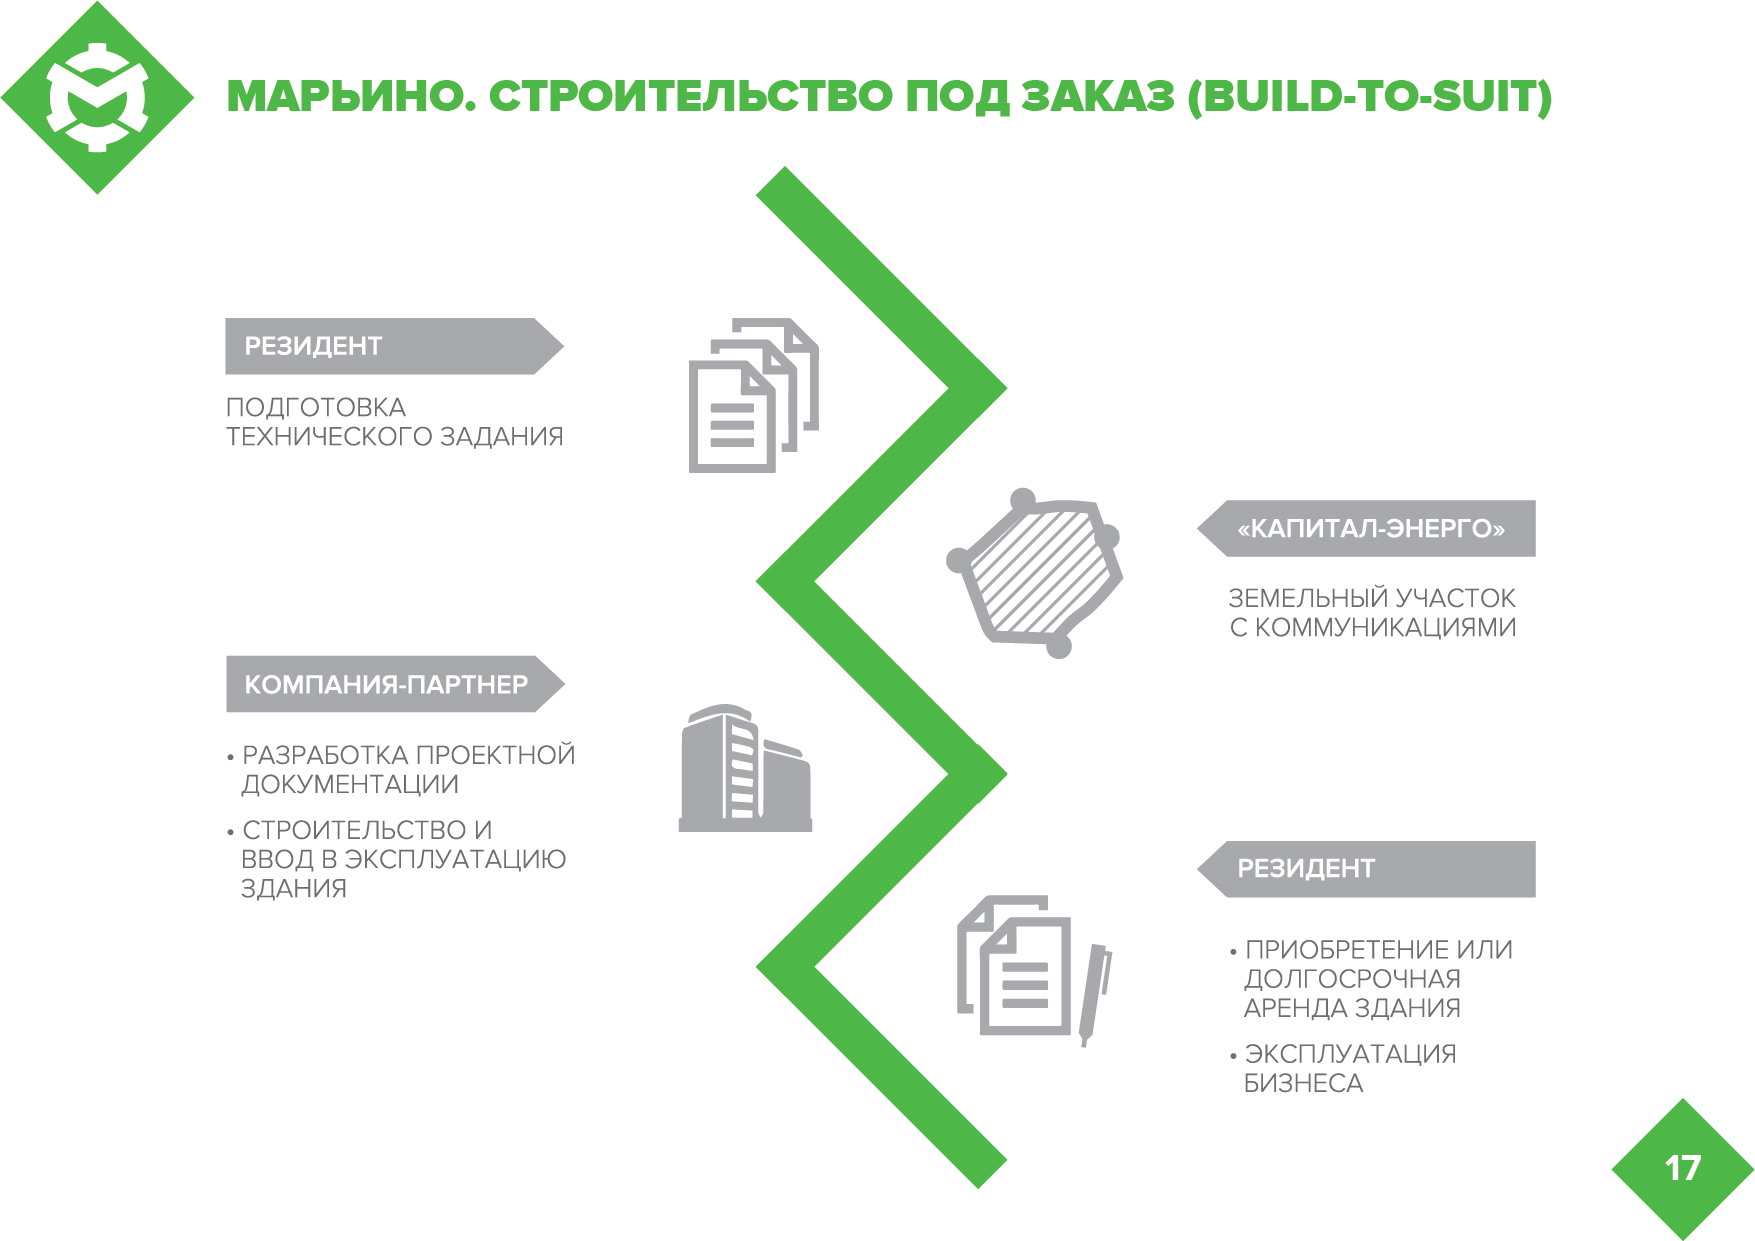 МАРЬИНО. СТРОИТЕЛЬСТВО ПОД ЗАКАЗ (BUILD-TO-SUIT)
РЕЗИДЕНТ
ПОДГОТОВКА
ТЕХНИЧЕСКОГО ЗАДАНИЯ
«КАПИТАЛ-ЭНЕРГО»
ЗЕМЕЛЬНЫЙ УЧАСТОК
С КОММУНИКАЦИЯМИ
КОМПАНИЯ-ПАРТНЕР
• РАЗРАБОТКА ПРОЕКТНОЙ
ДОКУМЕНТАЦИИ
• СТРОИТЕЛЬСТВО И
ВВОД В ЭКСПЛУАТАЦИЮ
ЗДАНИЯ
РЕЗИДЕНТ
• ПРИОБРЕТЕНИЕ ИЛИ
ДОЛГОСРОЧНАЯ
АРЕНДА ЗДАНИЯ
• ЭКСПЛУАТАЦИЯ
БИЗНЕСА
17